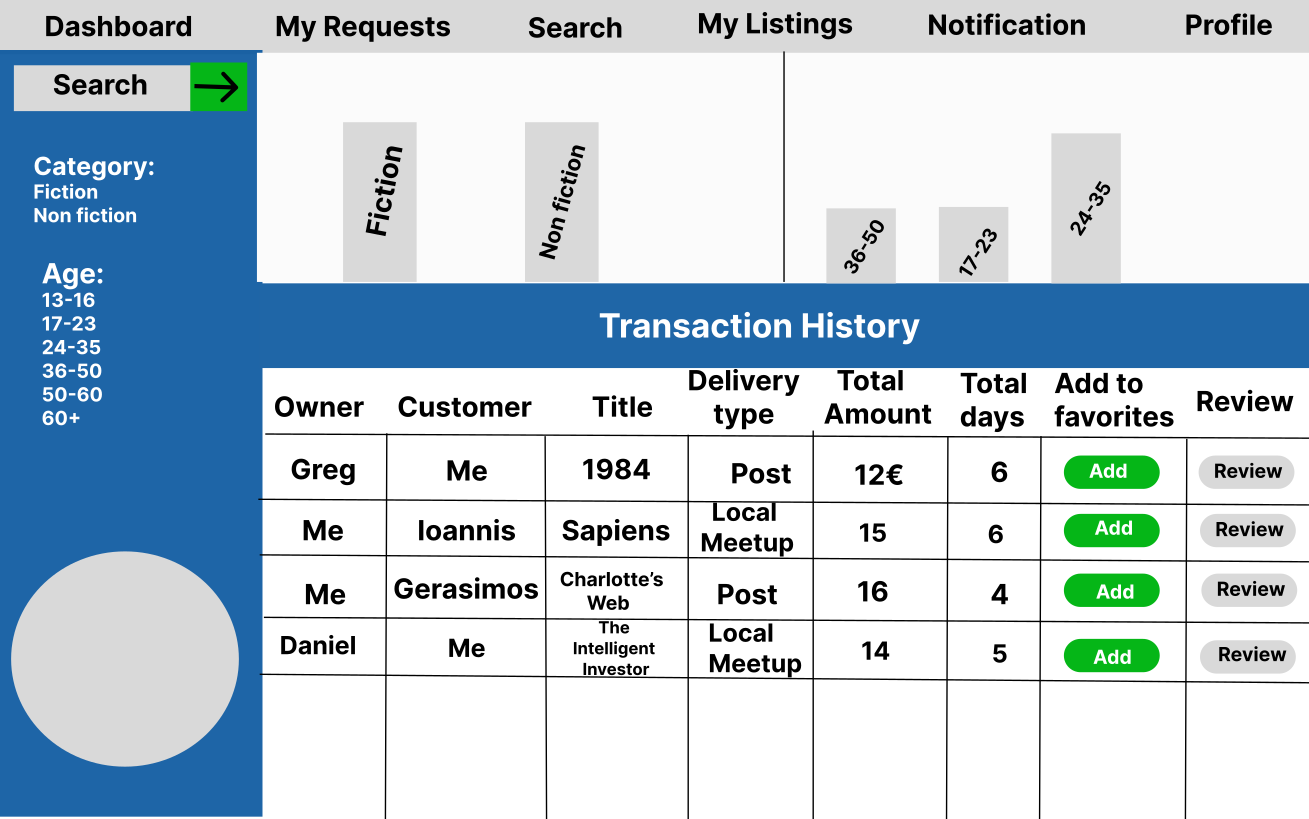 Dashboard
My Requests
Search
My Listings
Notification
Profile
Search
Category:
Fiction
Non fiction
Age:
13-16
17-23
24-35
36-50
50-60
60+
Fiction
Non fiction
36-50
17-23
24-35
Transaction History
Owner
Customer
Title
Delivery
type
Total
Amount
Total
days
Add to
favorites
Review
Greg
Me
1984
Post
12€
6
Add
Review
Me
Ioannis
Sapiens
Local
Meetup
15
6
Add
Review
Me
Gerasimos
Charlotte’s
Web
Post
16
4
Add
Review
Daniel
Me
The
Intelligent
Investor
Local
Meetup
14
5
Add
Review